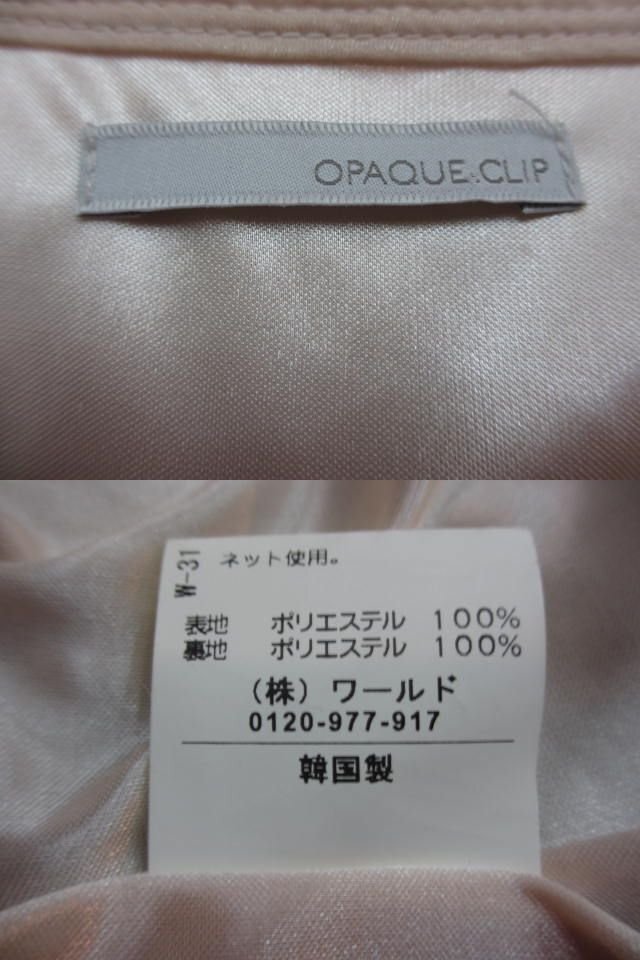 OPAQUE.CLIP
W-31
ネット使用。
表地 ポリエステル 100%
裏地 ポリエステル 100%
(株)ワールド
0120-977-917
韓国製